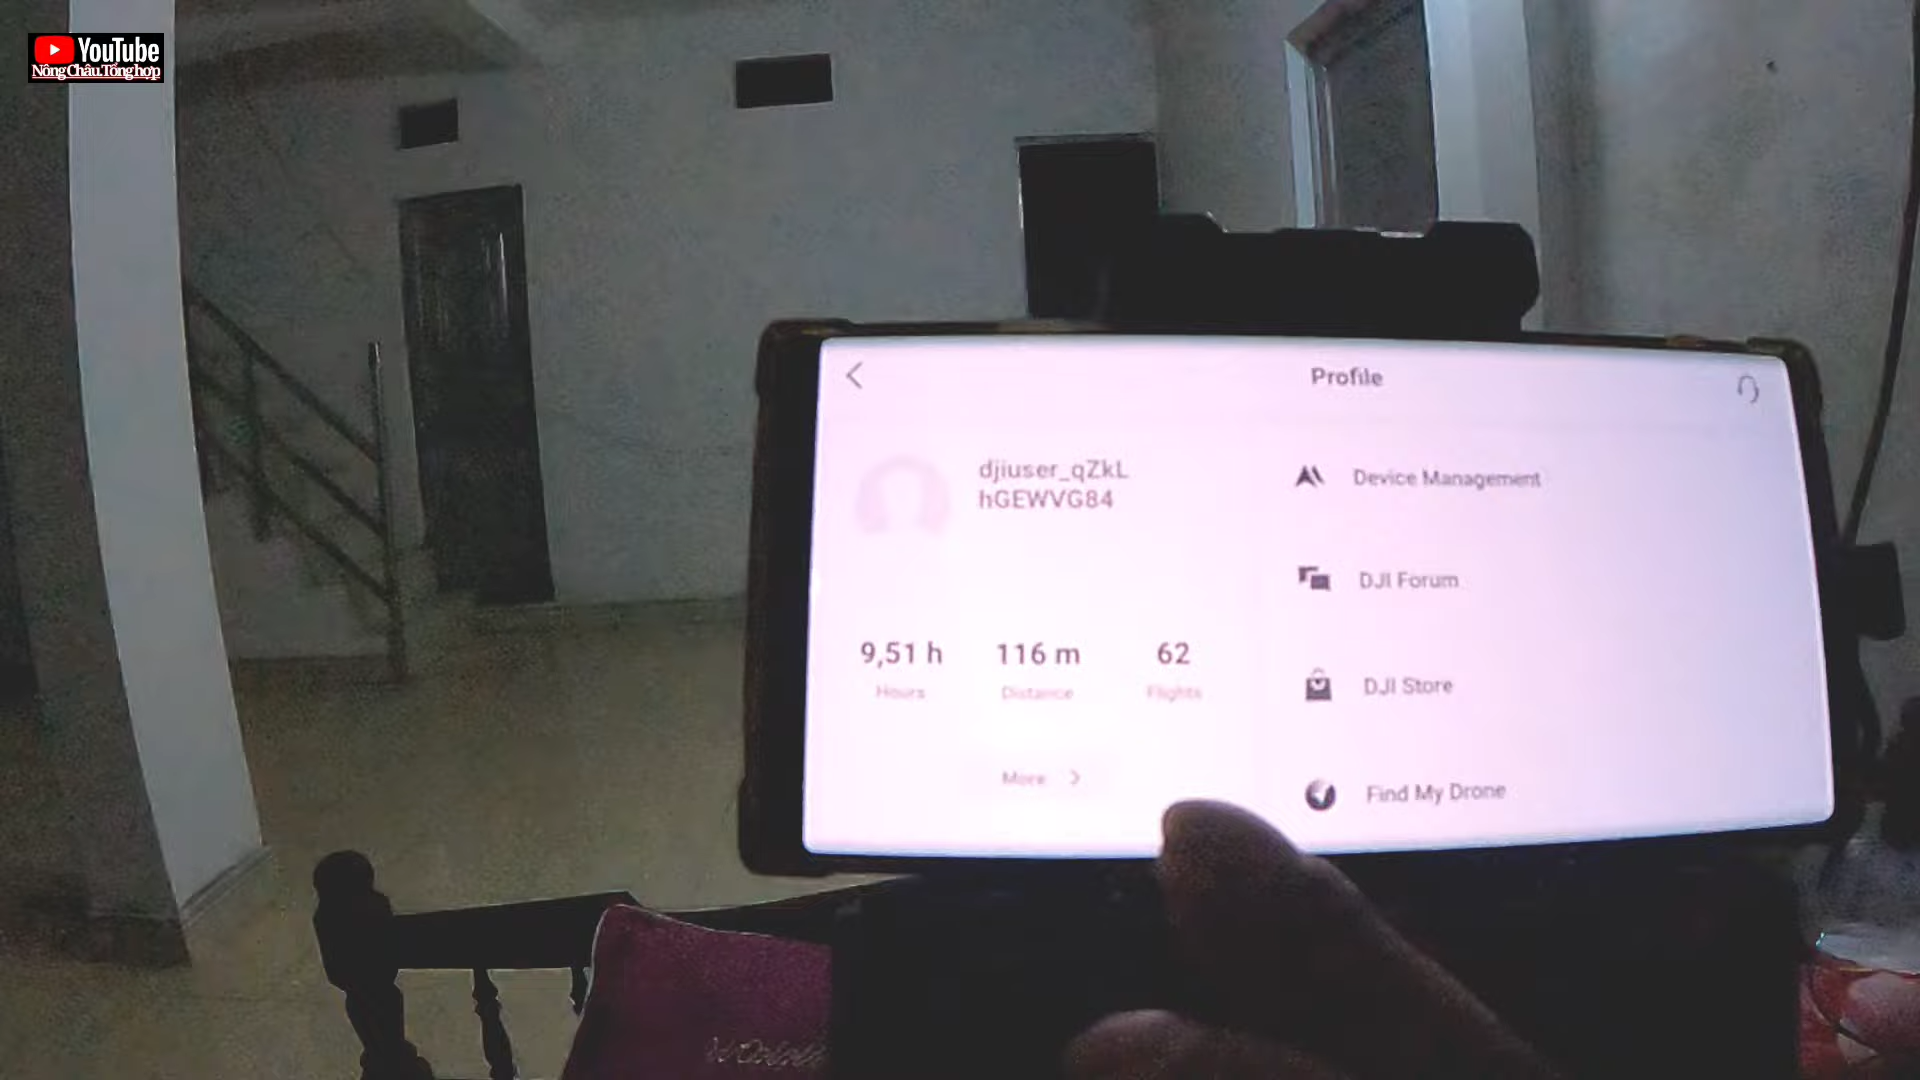 YouTube
Nông Châu.Tổng hợp
Profile
djiuser_qZkL
hGEWVG84
9,51 h
116 m
62
Hours
Distance
Flights
More
Device Management
DJI Forum
DJI Store
Find My Drone